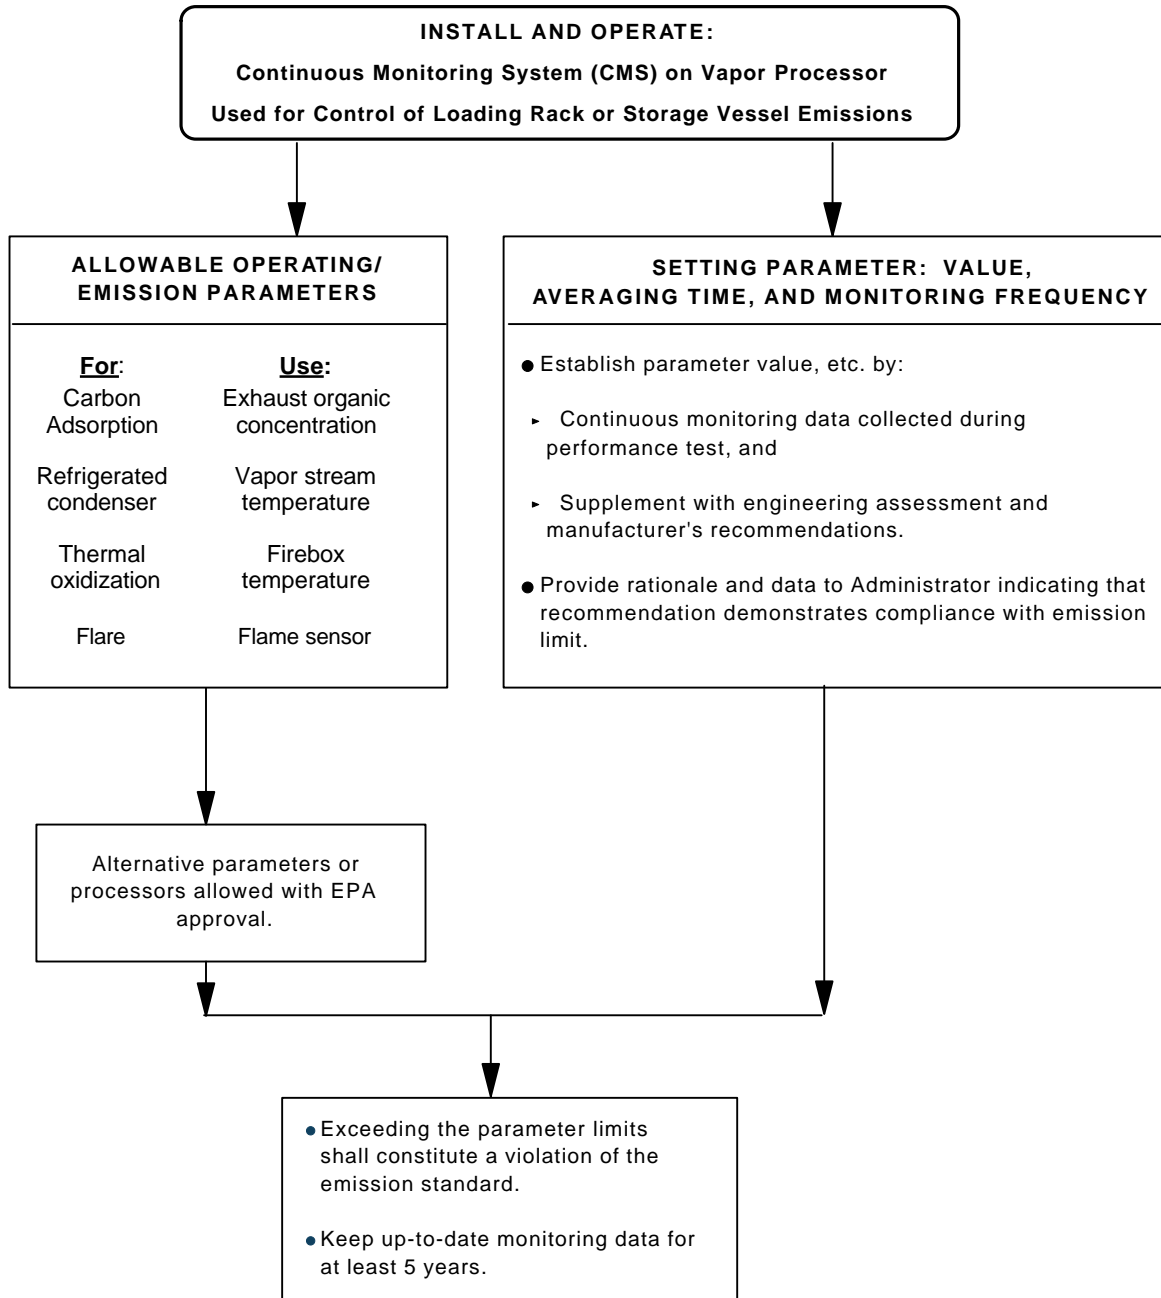 INSTALL AND OPERATE:
Continuous Monitoring System (CMS) on Vapor Processor
Used for Control of Loading Rack or Storage Vessel Emissions
ALLOWABLE OPERATING/
EMISSION PARAMETERS
For: Use:
Carbon Exhaust organic
Adsorption concentration
Refrigerated Vapor stream
condenser temperature
Thermal Firebox
oxidization temperature
Flare Flame sensor
SETTING PARAMETER: VALUE,
AVERAGING TIME, AND MONITORING FREQUENCY
● Establish parameter value, etc. by:
► Continuous monitoring data collected during
performance test, and
► Supplement with engineering assessment and
manufacturer's recommendations.
● Provide rationale and data to Administrator indicating that
recommendation demonstrates compliance with emission
limit.
Alternative parameters or
processors allowed with EPA
approval.
● Exceeding the parameter limits
shall constitute a violation of the
emission standard.
● Keep up-to-date monitoring data for
at least 5 years.